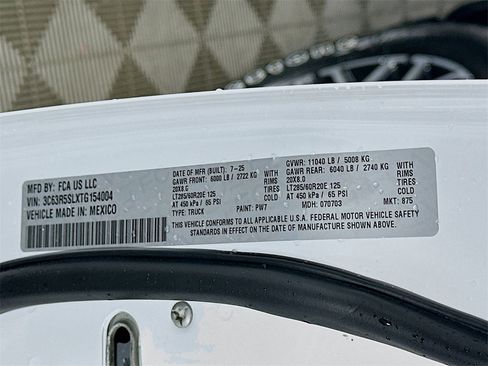 MFD BY: FCA US LLC
VIN: 3C63R5SLXTG154004
VEHICLE MADE IN: MEXICO
DATE OF MFR (BUILT): 7-25
GAWR FRONT: 6000 LB / 2722 KG WITH
20X8.0 RIMS
LT285/60R20E 125 TIRES
AT 450 kPa / 65 PSI COLD
TYPE: TRUCK PAINT: PW7
GVWR: 11040 LB / 5008 KG
GAWR REAR: 6040 LB / 2740 KG WITH
20X8.0 RIMS
LT285/60R20E 125 TIRES
AT 450 kPa / 65 PSI COLD
MDH: 070703 MKT: 875
THIS VEHICLE CONFORMS TO ALL APPLICABLE U.S.A. FEDERAL MOTOR VEHICLE SAFETY
STANDARDS IN EFFECT ON THE DATE OF MANUFACTURE SHOWN ABOVE.